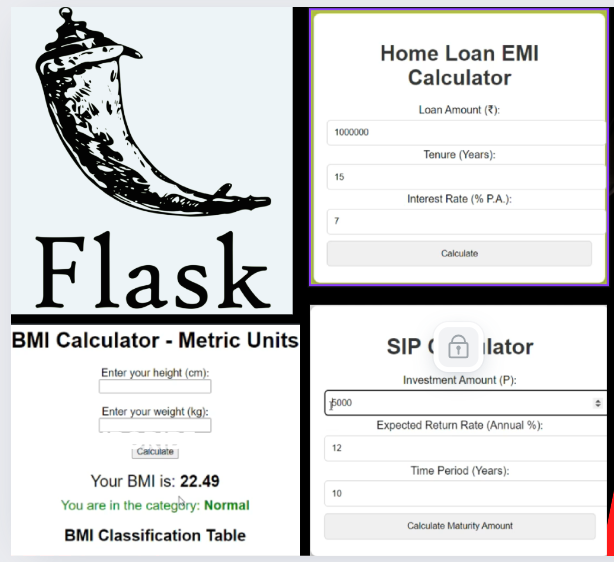 Flask
Home Loan EMI
Calculator
Loan Amount (₹):
1000000
Tenure (Years):
15
Interest Rate (% P.A.):
7
Calculate
BMI Calculator - Metric Units
Enter your height (cm):
Enter your weight (kg):
Calculate
Your BMI is: 22.49
You are in the category: Normal
BMI Classification Table
SIP
Investment Amount (P):
5000
Expected Return Rate (Annual %):
12
Time Period (Years):
10
Calculate Maturity Amount